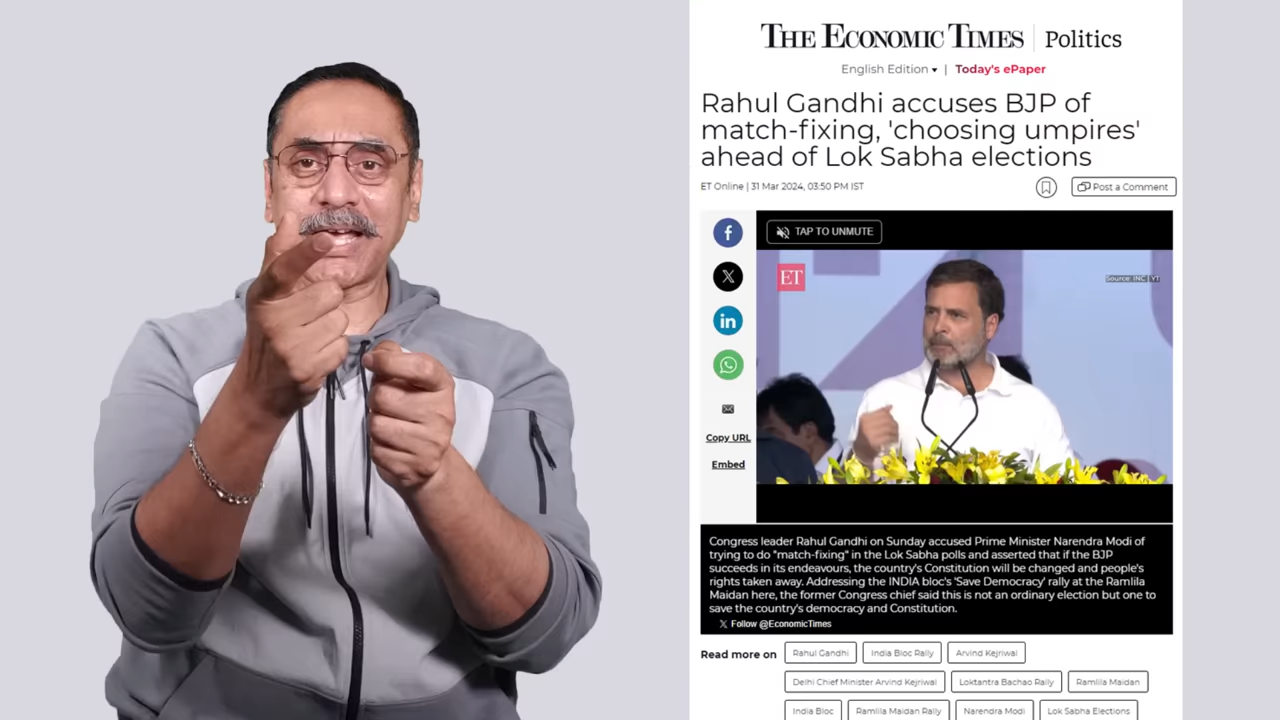 THE ECONOMIC TIMES | Politics
English Edition ▾ | Today's ePaper
Rahul Gandhi accuses BJP of
match-fixing, 'choosing umpires'
ahead of Lok Sabha elections
ET Online | 31 Mar 2024, 03:50 PM IST
Post a Comment
TAP TO UNMUTE
ET
Source: INC | YT
Copy URL
Embed
Congress leader Rahul Gandhi on Sunday accused Prime Minister Narendra Modi of
trying to do "match-fixing" in the Lok Sabha polls and asserted that if the BJP
succeeds in its endeavours, the country's Constitution will be changed and people's
rights taken away. Addressing the INDIA bloc's 'Save Democracy' rally at the Ramlila
Maidan here, the former Congress chief said this is not an ordinary election but one to
save the country's democracy and Constitution.
Follow @EconomicTimes
Read more on Rahul Gandhi India Bloc Rally Arvind Kejriwal
Delhi Chief Minister Arvind Kejriwal Loktantra Bachao Rally Ramlila Maidan
India Bloc Ramlila Maidan Rally Narendra Modi Lok Sabha Elections